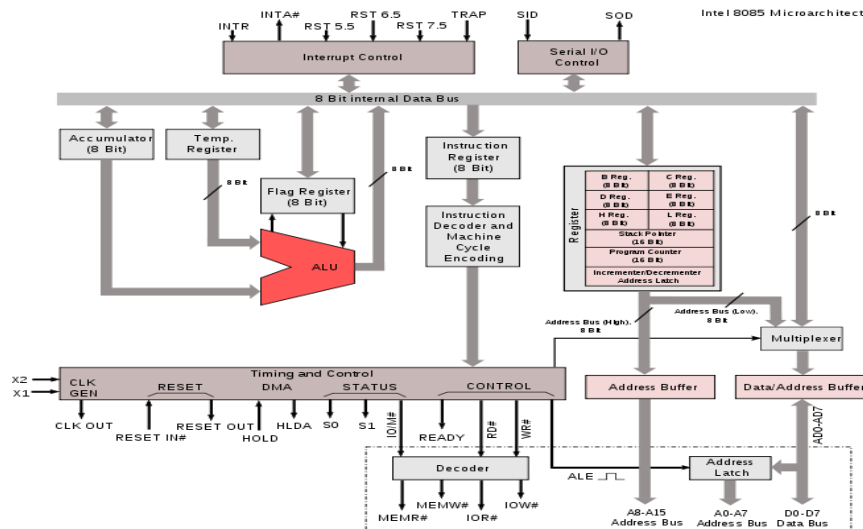 Intel 8085 Microarchitect
INTR
INTA#
RST 5.5
RST 6.5
RST 7.5
TRAP
SID
SOD
Interrupt Control
Serial I/O
Control
8 Bit internal Data Bus
Accumulator
(8 Bit)
Temp.
Register
8 Bit
Flag Register
(8 Bit)
8 Bit
ALU
Instruction
Register
(8 Bit)
Instruction
Decoder and
Machine
Cycle
Encoding
Register
B Reg.
(8 Bit)
C Reg.
(8 Bit)
D Reg.
(8 Bit)
E Reg.
(8 Bit)
H Reg.
(8 Bit)
L Reg.
(8 Bit)
Stack Pointer
(16 Bit)
Program Counter
(16 Bit)
Incrementer/Decrementer
Address Latch
8 Bit
Address Bus (High),
8 Bit
Address Bus (Low),
8 Bit
Multiplexer
Address Buffer
Data/Address Buffer
AD0-AD7
X2
X1
Timing and Control
CLK
GEN
RESET
DMA
STATUS
CONTROL
CLK OUT
RESET IN#
RESET OUT
HOLD
HLDA
S0
S1
IO/M#
READY
RD#
WR#
Decoder
ALE
Address
Latch
MEMR#
MEMW#
IOR#
IOW#
A8-A15
Address Bus
A0-A7
Address Bus
D0-D7
Data Bus